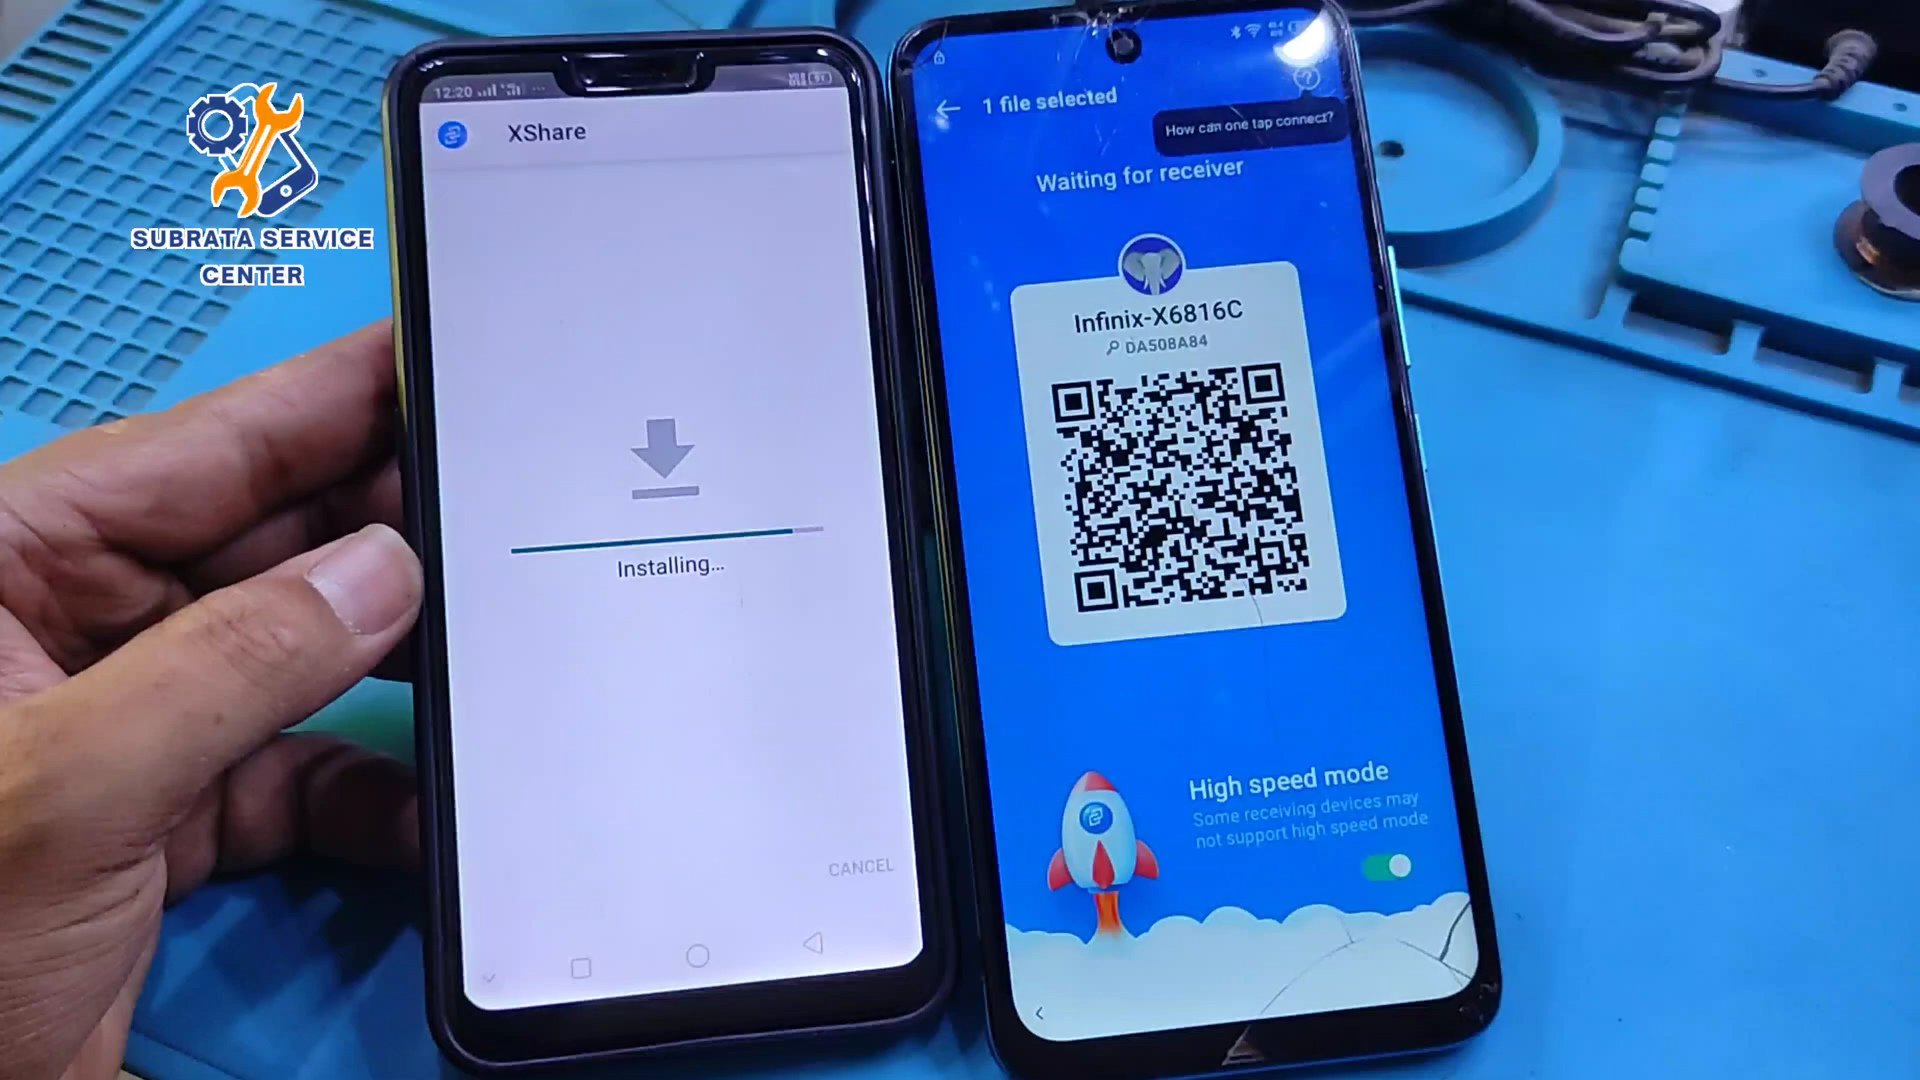 SUBRATA SERVICE
CENTER
12:20
XShare
Installing...
CANCEL
1 file selected
How can one tap connect?
Waiting for receiver
Infinix-X6816C
DA508A84
High speed mode
Some receiving devices may
not support high speed mode